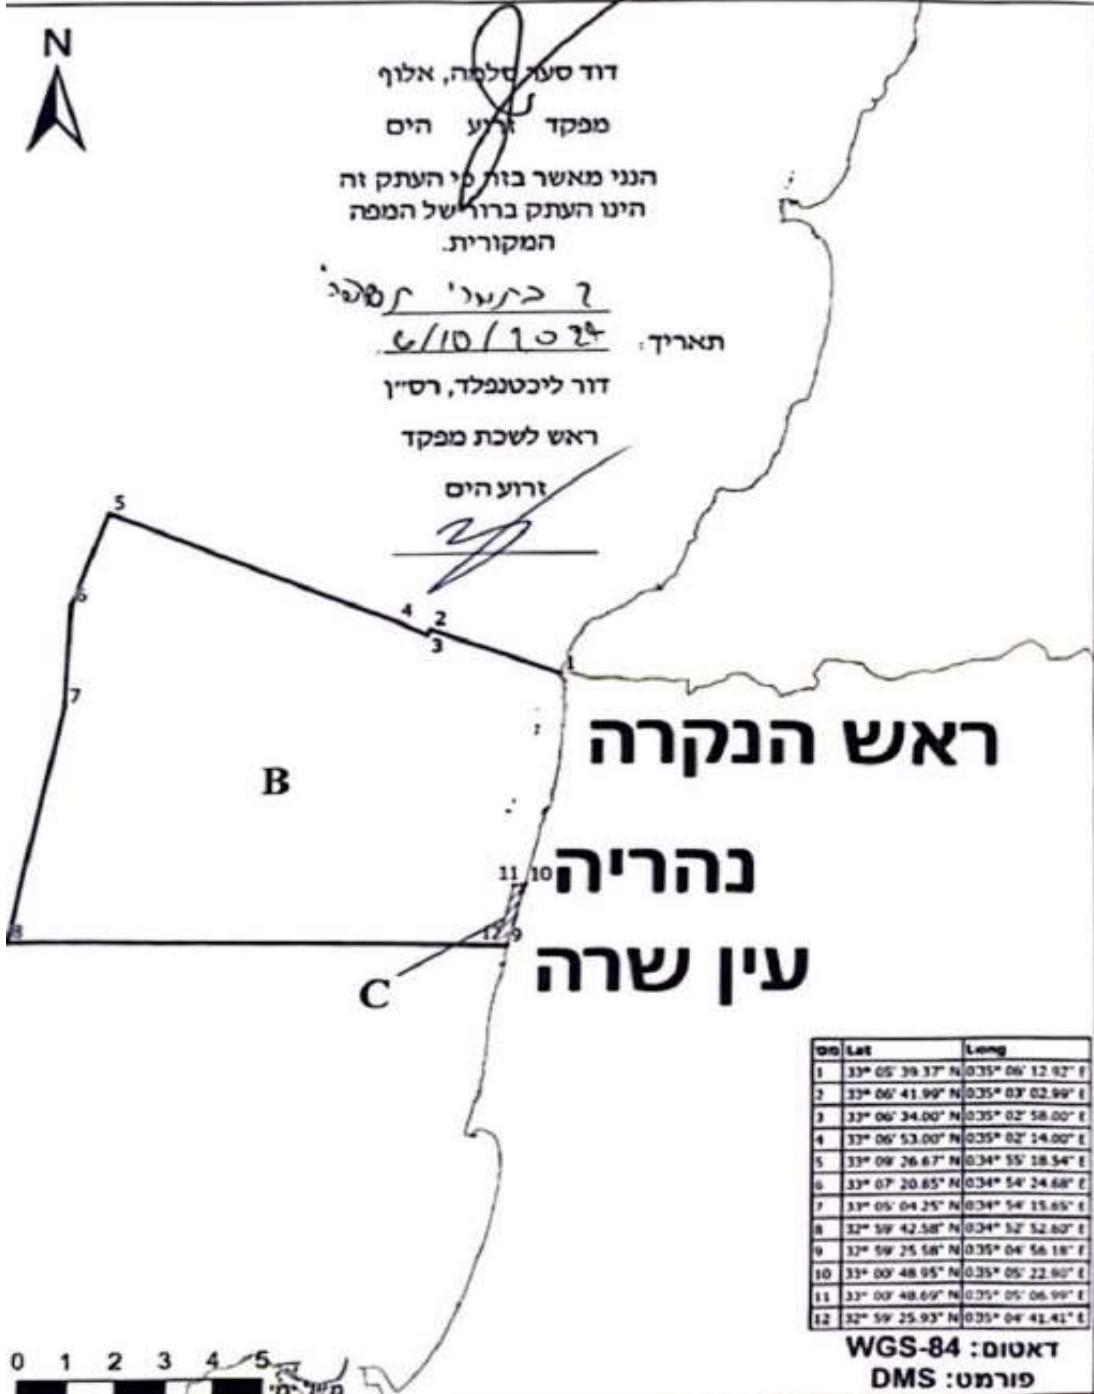 N
דוד סער סלמה, אלוף
מפקד זרוע הים
הנני מאשר בזה כי העתק זה
הינו העתק ברור של המפה
המקורית.
תאריך: 6/10/2024
דור ליכטנפלד, רס״ן
ראש לשכת מפקד
זרוע הים
5
4 2
3
6
1
7
ראש הנקרה
B
11 10
נהריה
8
12 9
עין שרה
C
מס Lat Long
1 33° 05' 39.37" N 035° 06' 12.92" E
2 33° 06' 41.99" N 035° 03' 02.99" E
3 33° 06' 34.00" N 035° 02' 58.00" E
4 33° 06' 53.00" N 035° 02' 14.00" E
5 33° 09' 26.67" N 034° 55' 18.54" E
6 33° 07' 20.85" N 034° 54' 24.68" E
7 33° 05' 04.25" N 034° 54' 15.65" E
8 32° 59' 42.58" N 034° 52' 52.60" E
9 32° 59' 25.58" N 035° 04' 56.18" E
10 33° 00' 48.95" N 035° 05' 22.80" E
11 33° 00' 48.69" N 035° 05' 06.99" E
12 32° 59' 25.93" N 035° 04' 41.41" E
דאטום: WGS-84
פורמט: DMS
0 1 2 3 4 5